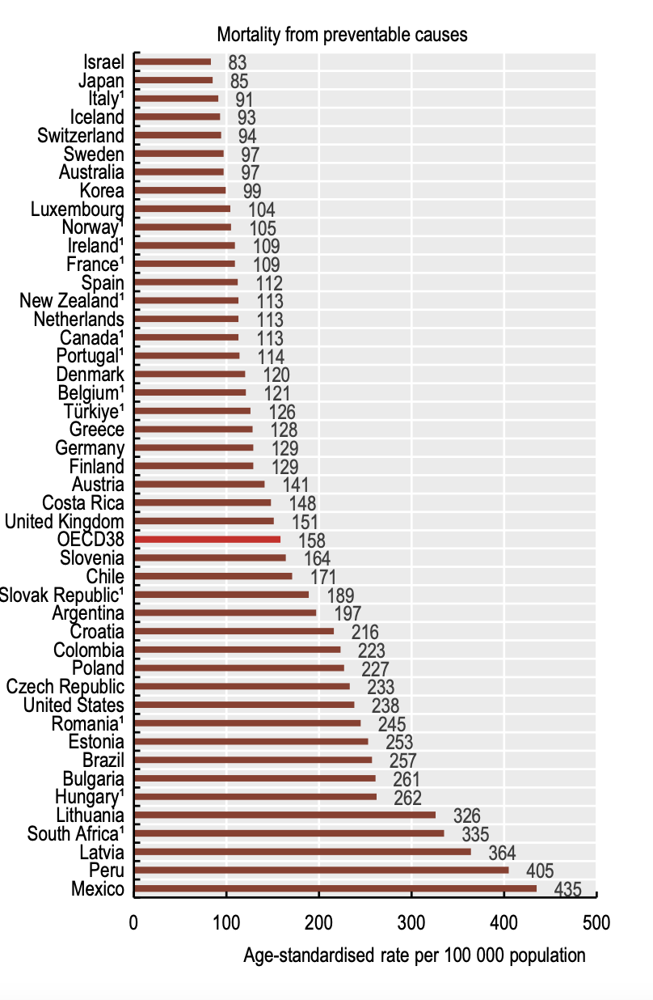 Mortality from preventable causes
Israel 83
Japan 85
Italy¹ 91
Iceland 93
Switzerland 94
Sweden 97
Australia 97
Korea 99
Luxembourg 104
Norway¹ 105
Ireland¹ 109
France¹ 109
Spain 112
New Zealand¹ 113
Netherlands 113
Canada¹ 113
Portugal¹ 114
Denmark 120
Belgium¹ 121
Türkiye¹ 126
Greece 128
Germany 129
Finland 129
Austria 141
Costa Rica 148
United Kingdom 151
OECD38 158
Slovenia 164
Chile 171
Slovak Republic¹ 189
Argentina 197
Croatia 216
Colombia 223
Poland 227
Czech Republic 233
United States 238
Romania¹ 245
Estonia 253
Brazil 257
Bulgaria 261
Hungary¹ 262
Lithuania 326
South Africa¹ 335
Latvia 364
Peru 405
Mexico 435
0 100 200 300 400 500
Age-standardised rate per 100 000 population